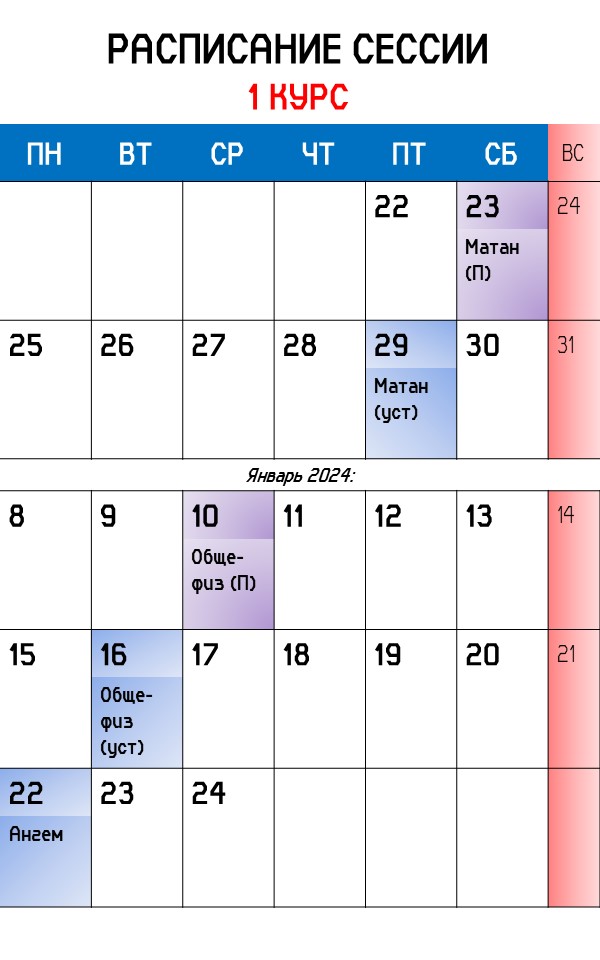 РАСПИСАНИЕ СЕССИИ
1 КУРС
ПН ВТ СР ЧТ ПТ СБ ВС
22 23 24
Матан
(П)
25 26 27 28 29 30 31
Матан
(уст)
Январь 2024:
8 9 10 11 12 13 14
Обще-
физ (П)
15 16 17 18 19 20 21
Обще-
физ
(уст)
22 23 24
Ангем